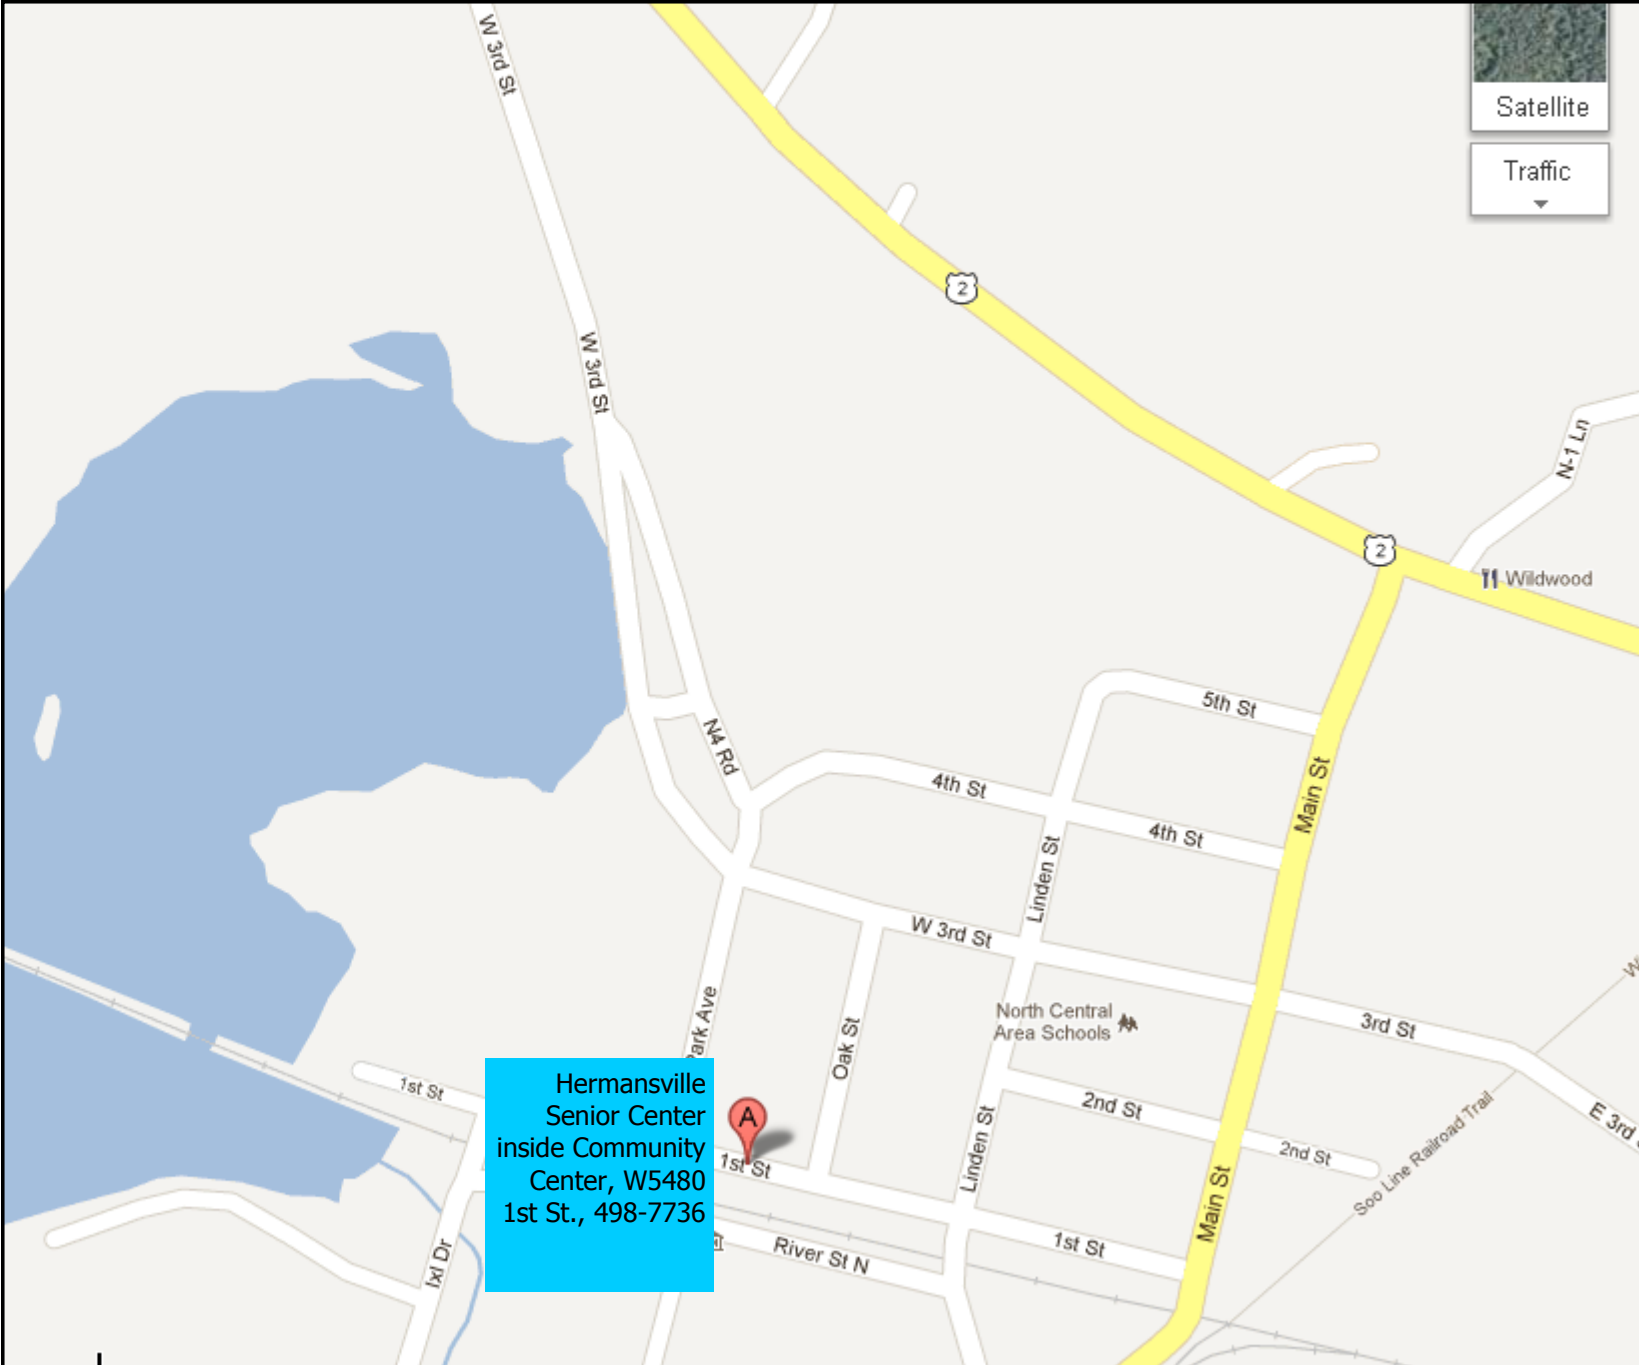 W 3rd St
Satellite
Traffic
2
W 3rd St
N-1 Ln
2
Wildwood
5th St
N4 Rd
Main St
4th St
4th St
Linden St
W 3rd St
Park Ave
North Central
Area Schools
3rd St
Oak St
1st St
Hermansville
Senior Center
inside Community
Center, W5480
1st St., 498-7736
A
2nd St
E 3rd
Soo Line Railroad Trail
Linden St
2nd St
1st St
Main St
Ixl Dr
River St N
1st St